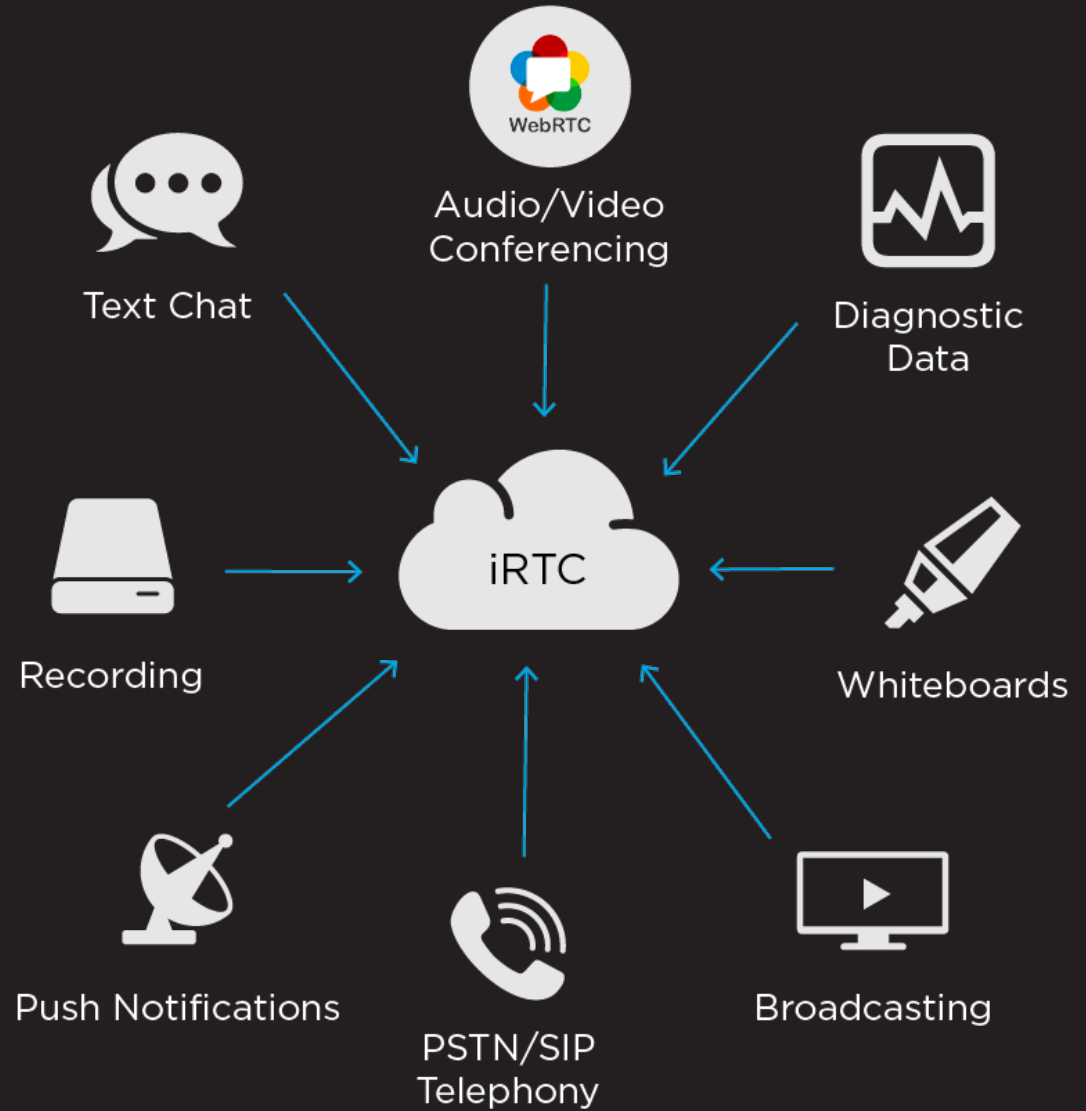 WebRTC
Audio/Video
Conferencing
Text Chat
Diagnostic
Data
iRTC
Recording
Whiteboards
Push Notifications
PSTN/SIP
Telephony
Broadcasting